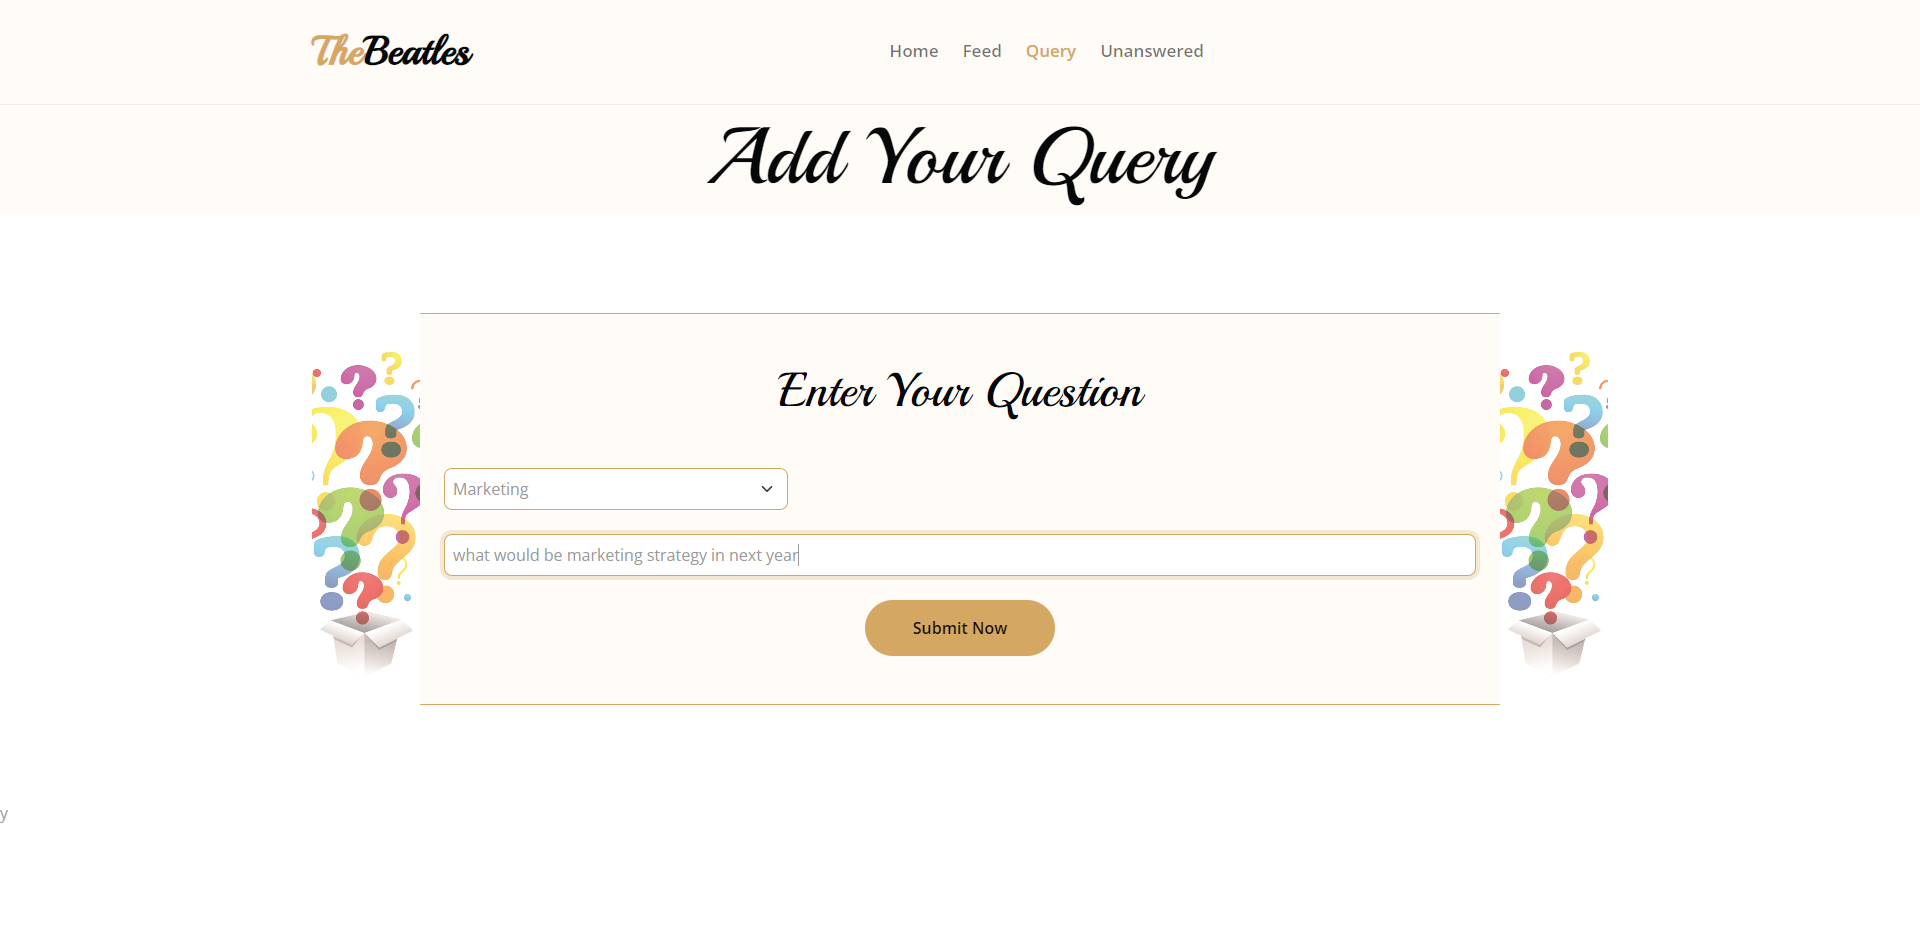 TheBeatles
Home Feed Query Unanswered
Add Your Query
Enter Your Question
Marketing
what would be marketing strategy in next year
Submit Now
y